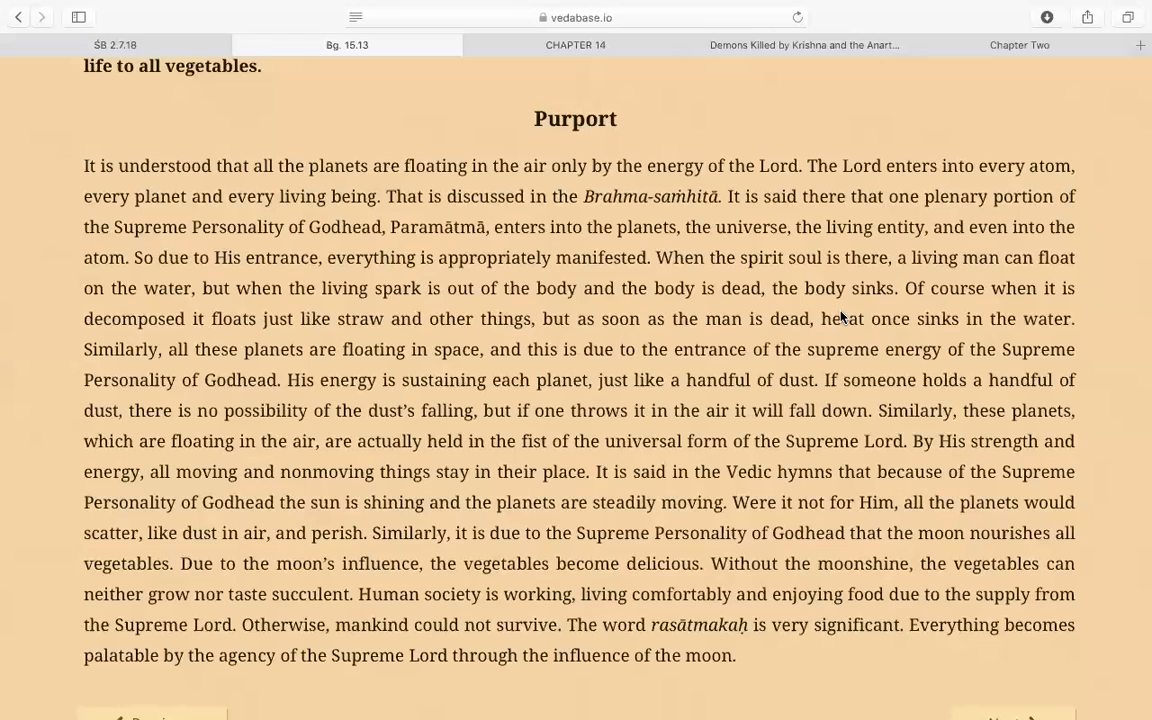 vedabase.io
ŚB 2.7.18
Bg. 15.13
CHAPTER 14
Demons Killed by Krishna and the Anart...
Chapter Two
life to all vegetables.
Purport
It is understood that all the planets are floating in the air only by the energy of the Lord. The Lord enters into every atom,
every planet and every living being. That is discussed in the Brahma-saṁhitā. It is said there that one plenary portion of
the Supreme Personality of Godhead, Paramātmā, enters into the planets, the universe, the living entity, and even into the
atom. So due to His entrance, everything is appropriately manifested. When the spirit soul is there, a living man can float
on the water, but when the living spark is out of the body and the body is dead, the body sinks. Of course when it is
decomposed it floats just like straw and other things, but as soon as the man is dead, he at once sinks in the water.
Similarly, all these planets are floating in space, and this is due to the entrance of the supreme energy of the Supreme
Personality of Godhead. His energy is sustaining each planet, just like a handful of dust. If someone holds a handful of
dust, there is no possibility of the dust’s falling, but if one throws it in the air it will fall down. Similarly, these planets,
which are floating in the air, are actually held in the fist of the universal form of the Supreme Lord. By His strength and
energy, all moving and nonmoving things stay in their place. It is said in the Vedic hymns that because of the Supreme
Personality of Godhead the sun is shining and the planets are steadily moving. Were it not for Him, all the planets would
scatter, like dust in air, and perish. Similarly, it is due to the Supreme Personality of Godhead that the moon nourishes all
vegetables. Due to the moon’s influence, the vegetables become delicious. Without the moonshine, the vegetables can
neither grow nor taste succulent. Human society is working, living comfortably and enjoying food due to the supply from
the Supreme Lord. Otherwise, mankind could not survive. The word rasātmakaḥ is very significant. Everything becomes
palatable by the agency of the Supreme Lord through the influence of the moon.